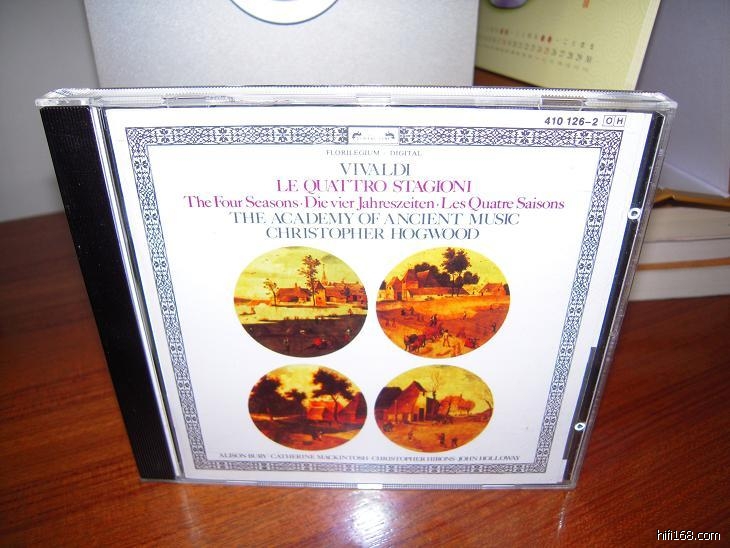 410 126-2 OH
FLORILEGIUM · DIGITAL
VIVALDI
LE QUATTRO STAGIONI
The Four Seasons · Die vier Jahreszeiten · Les Quatre Saisons
THE ACADEMY OF ANCIENT MUSIC
CHRISTOPHER HOGWOOD
ALISON BURY · CATHERINE MACKINTOSH · CHRISTOPHER HIRONS · JOHN HOLLOWAY
hifi168.com